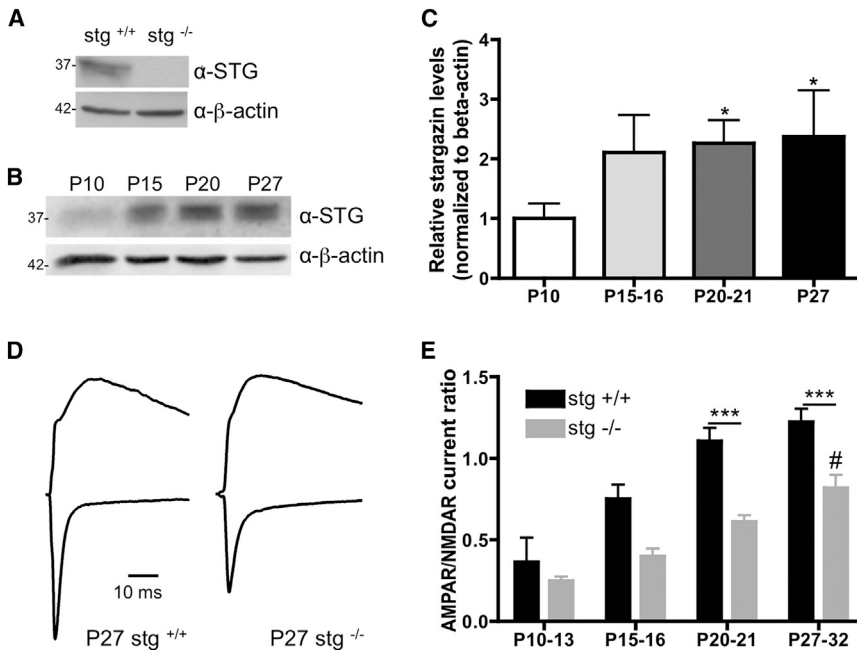 A
stg +/+ stg -/-
37-
α-STG
42-
α-β-actin
B
P10 P15 P20 P27
37-
α-STG
42-
α-β-actin
C
Relative stargazin levels
(normalized to beta-actin)
4
3
2
1
0
*
*
P10 P15-16 P20-21 P27
D
10 ms
P27 stg +/+ P27 stg -/-
E
AMPAR/NMDAR current ratio
1.5
1.0
0.5
0.0
stg +/+
stg -/-
***
***
#
P10-13 P15-16 P20-21 P27-32